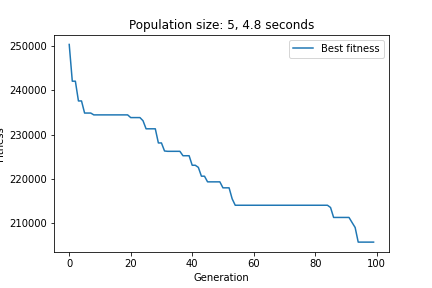 Population size: 5, 4.8 seconds
Best fitness
250000
240000
230000
220000
210000
Fitness
0 20 40 60 80 100
Generation